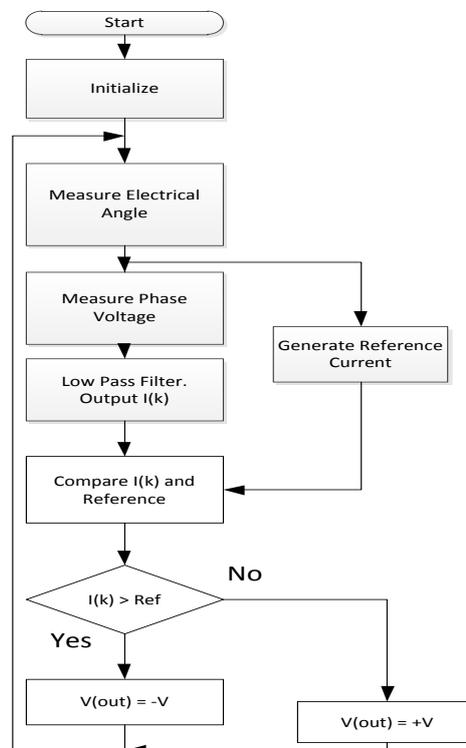 Start
Initialize
Measure Electrical
Angle
Measure Phase
Voltage
Generate Reference
Current
Low Pass Filter.
Output I(k)
Compare I(k) and
Reference
No
I(k) > Ref
Yes
V(out) = -V
V(out) = +V